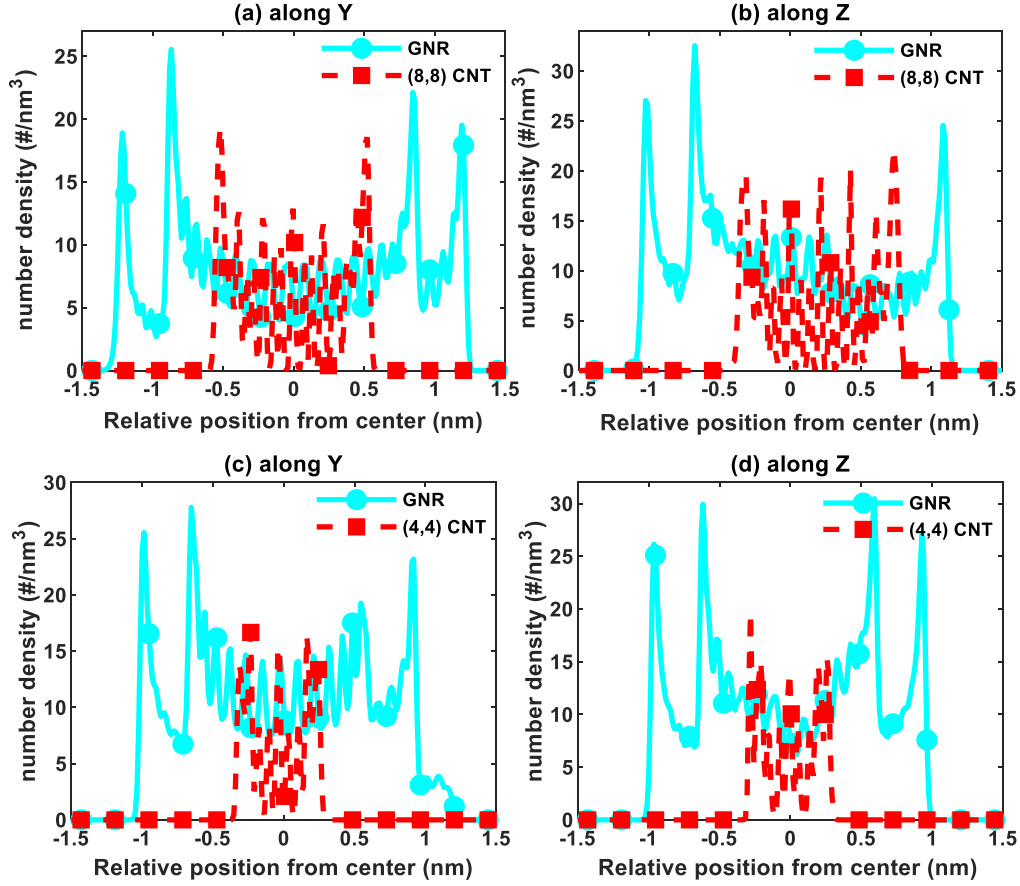 (a) along Y
GNR
(8,8) CNT
number density (#/nm³)
25
20
15
10
5
0
-1.5 -1 -0.5 0 0.5 1 1.5
Relative position from center (nm)
(b) along Z
GNR
(8,8) CNT
number density (#/nm³)
30
25
20
15
10
5
0
-1.5 -1 -0.5 0 0.5 1 1.5
Relative position from center (nm)
(c) along Y
GNR
(4,4) CNT
number density (#/nm³)
30
25
20
15
10
5
0
-1.5 -1 -0.5 0 0.5 1 1.5
Relative position from center (nm)
(d) along Z
GNR
(4,4) CNT
number density (#/nm³)
30
25
20
15
10
5
0
-1.5 -1 -0.5 0 0.5 1 1.5
Relative position from center (nm)